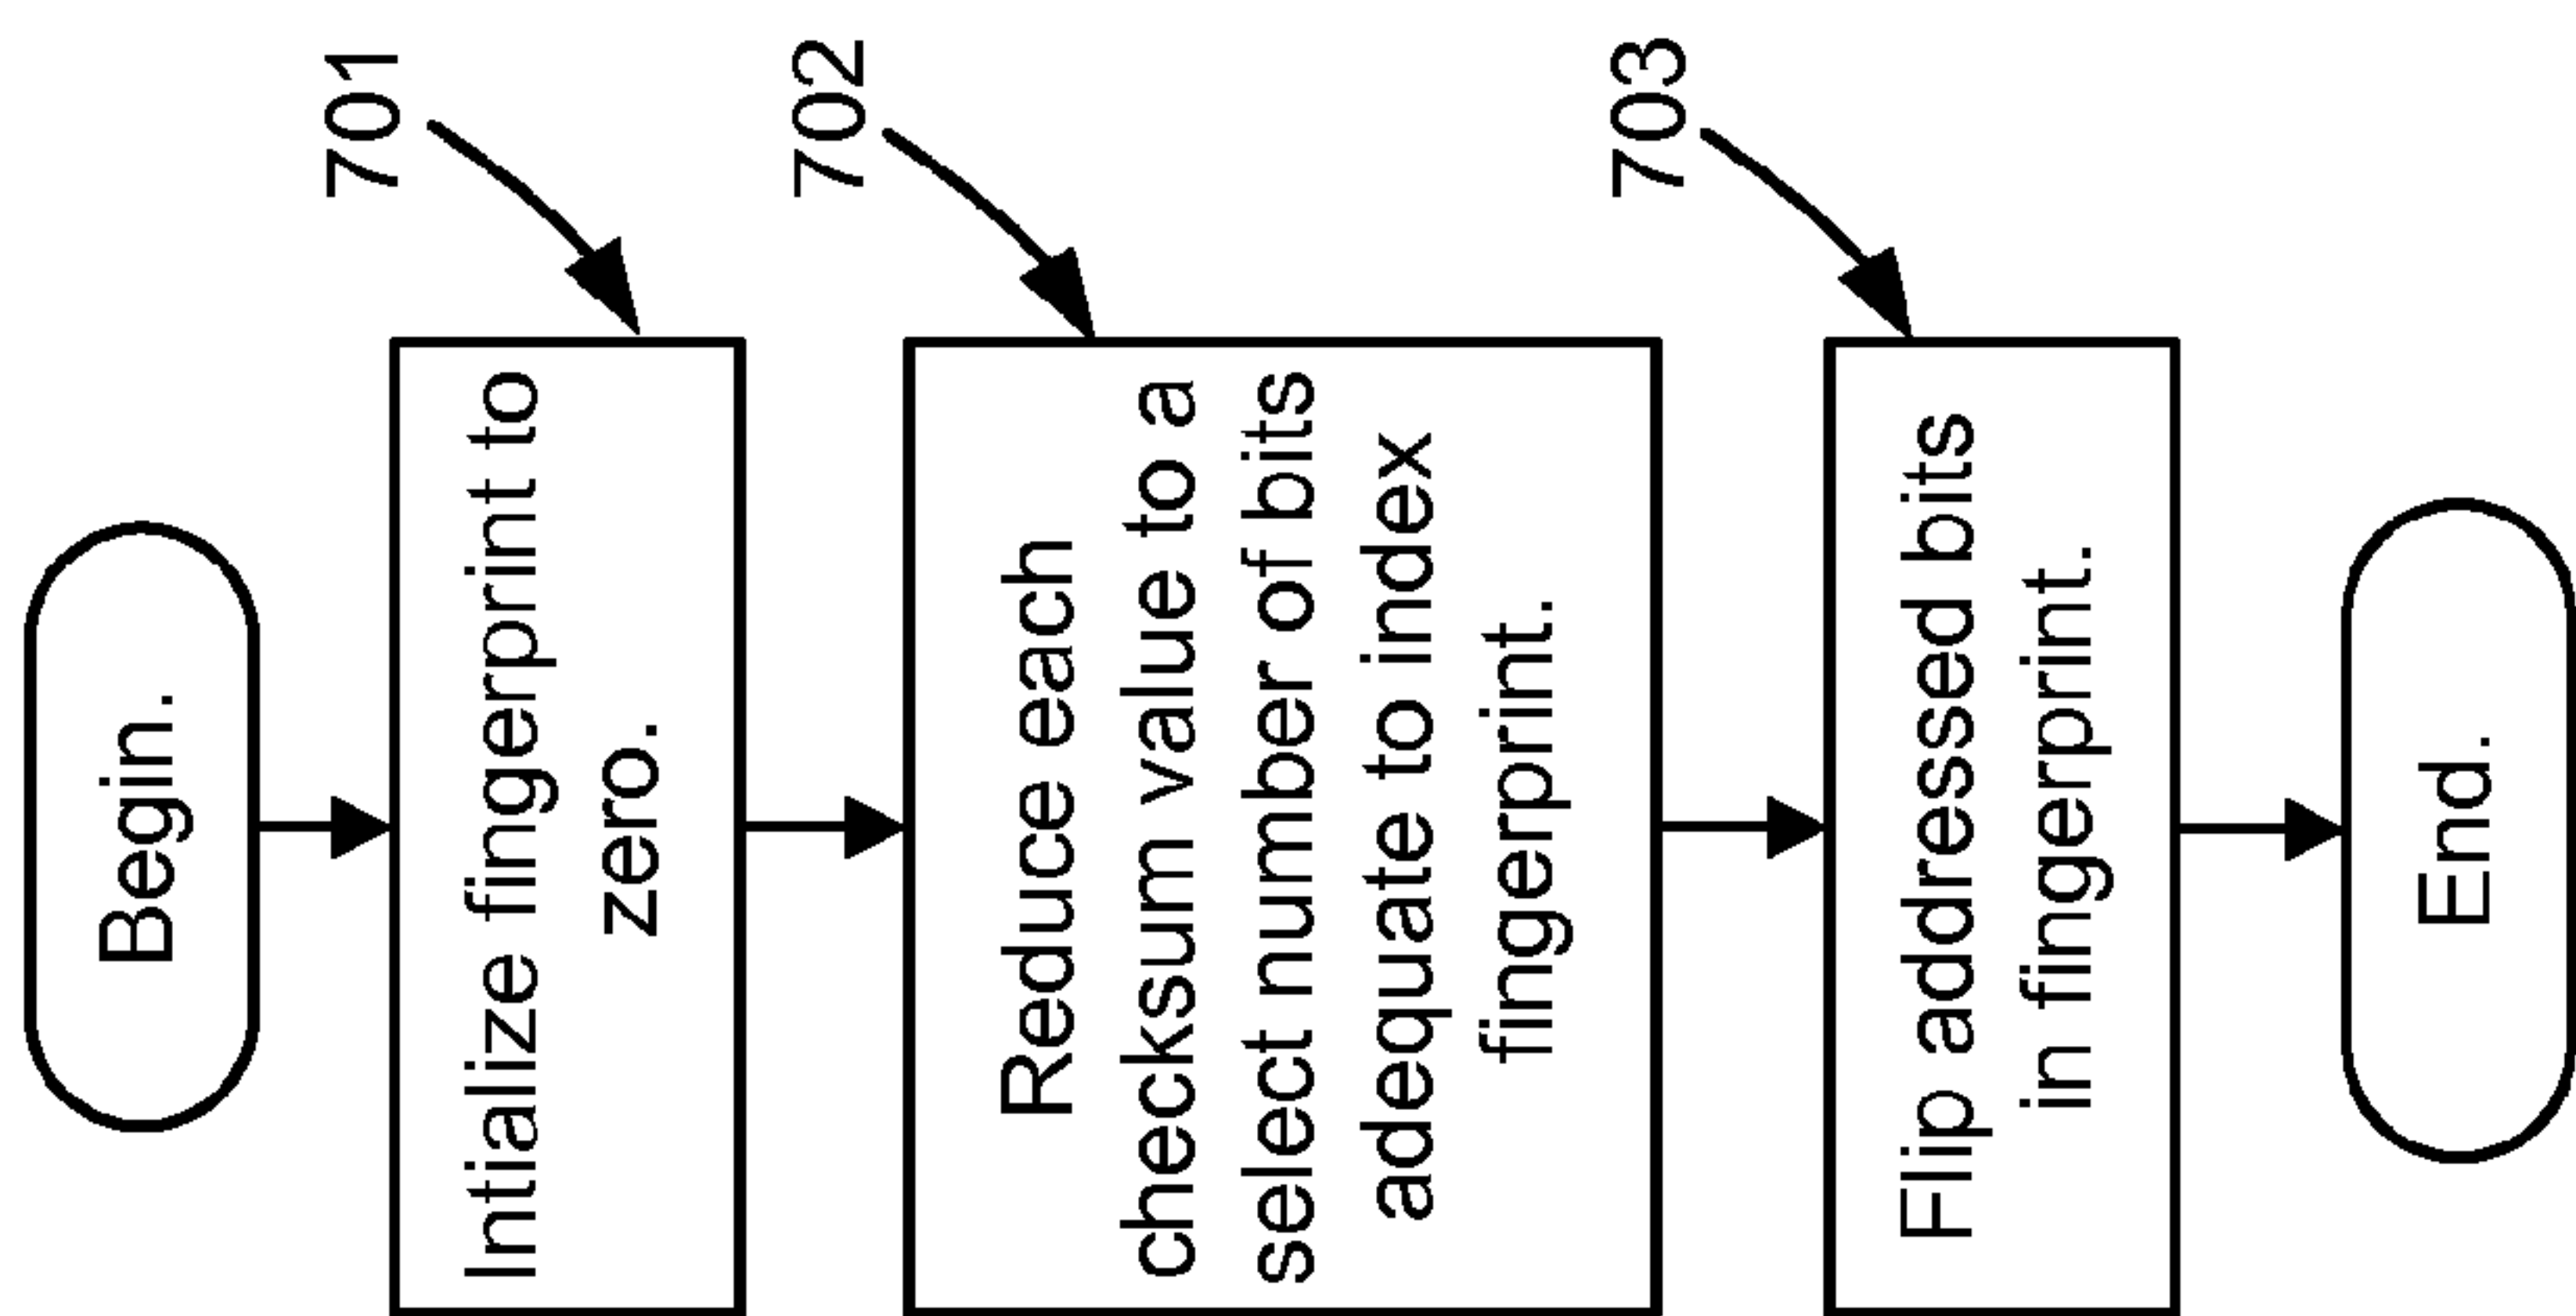 Begin.
701
Intialize fingerprint to
zero.
702
Reduce each
checksum value to a
select number of bits
adequate to index
fingerprint.
703
Flip addressed bits
in fingerprint.
End.